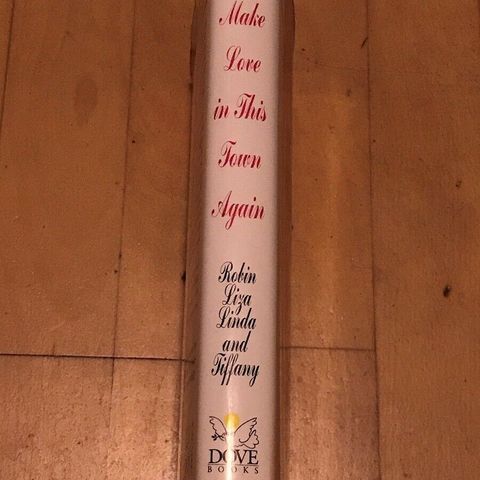 Make
Love
in This
Town
Again
Robin
Liza
Linda
and
Tiffany
DOVE
BOOKS